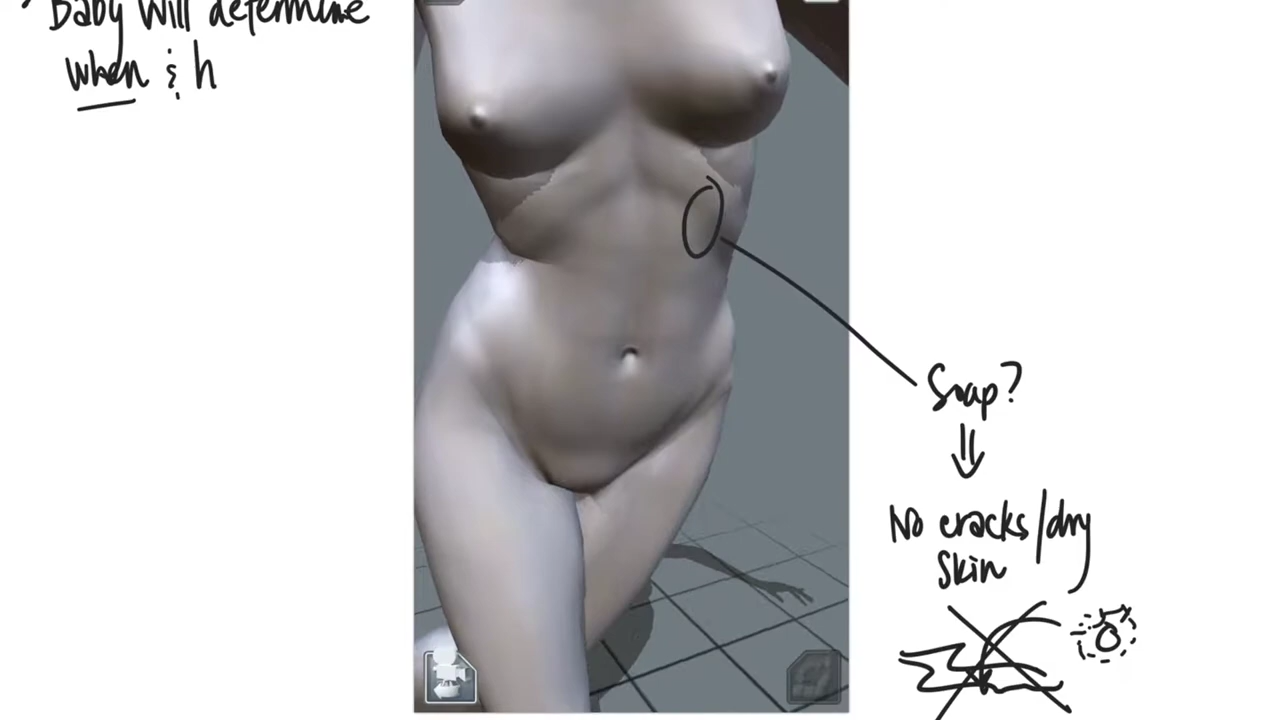 Baby will determine
when & h
Soap?
No cracks/dry
skin